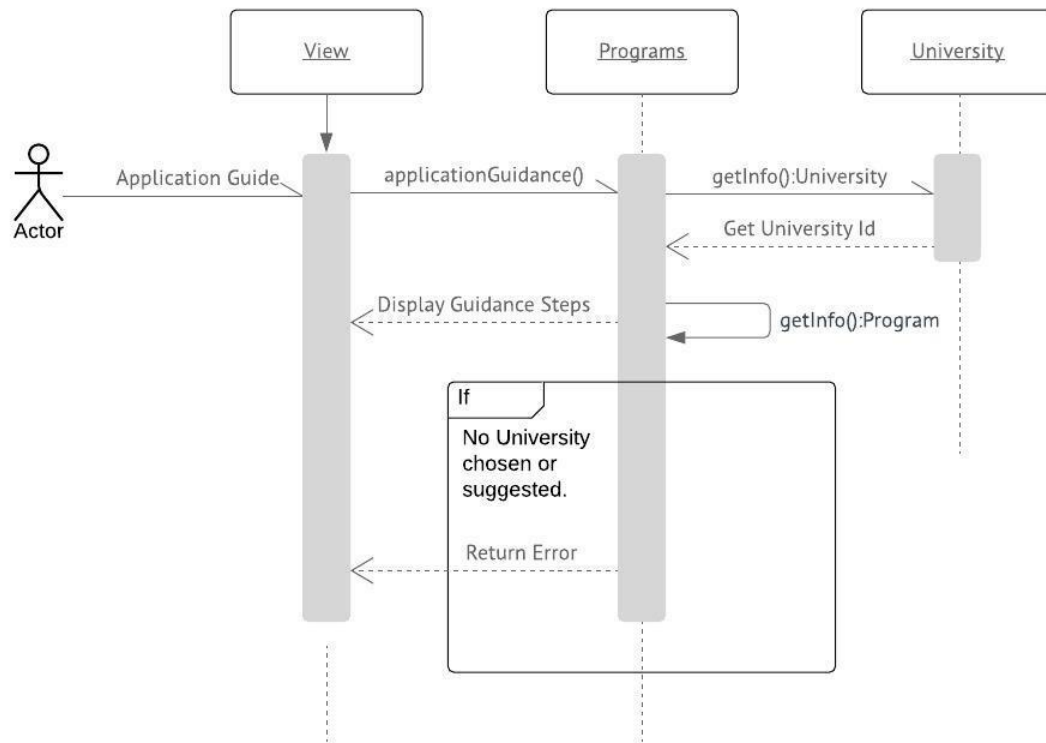 View
Programs
University
Application Guide
applicationGuidance()
getInfo():University
Actor
Get University Id
Display Guidance Steps
getInfo():Program
If
No University
chosen or
suggested.
Return Error